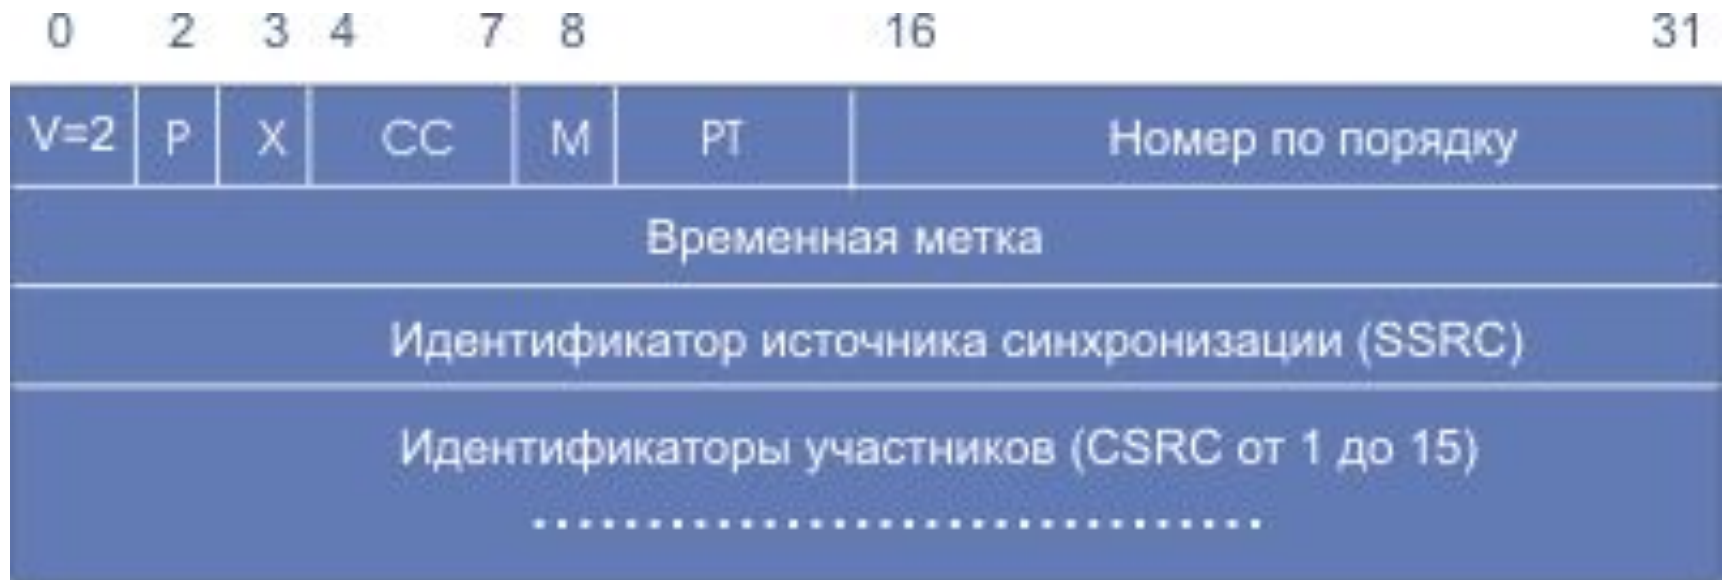 0 2 3 4 7 8 16 31
V=2 P X CC M PT Номер по порядку
Временная метка
Идентификатор источника синхронизации (SSRC)
Идентификаторы участников (CSRC от 1 до 15)